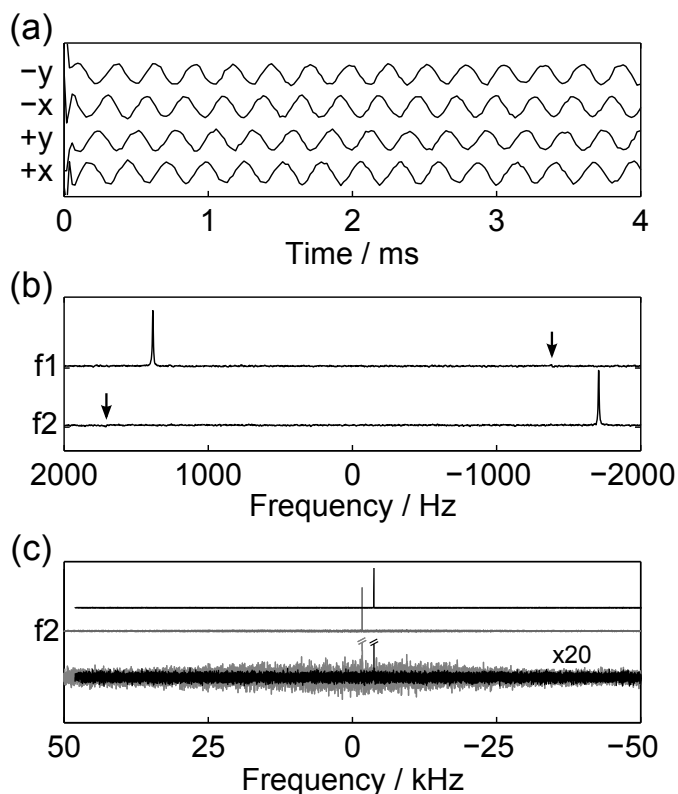 (a)
−y
−x
+y
+x
0 1 2 3 4
Time / ms
(b)
f1
f2
2000 1000 0 −1000 −2000
Frequency / Hz
(c)
f2
x20
50 25 0 −25 −50
Frequency / kHz